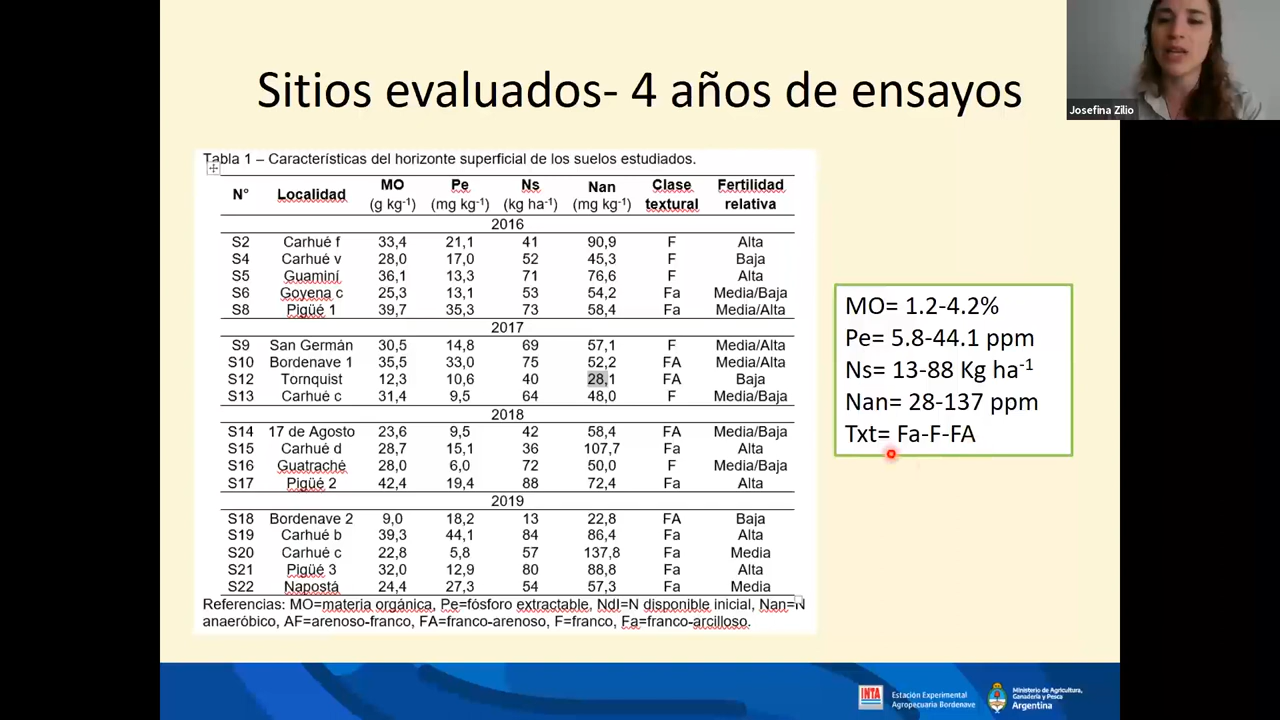 Sitios evaluados- 4 años de ensayos
Josefina Zilio
Tabla 1 – Características del horizonte superficial de los suelos estudiados.
N° Localidad MO (g kg-1) Pe (mg kg-1) Ns (kg ha-1) Nan (mg kg-1) Clase textural Fertilidad relativa
2016
S2 Carhué f 33,4 21,1 41 90,9 F Alta
S4 Carhué v 28,0 17,0 52 45,3 F Baja
S5 Guaminí 36,1 13,3 71 76,6 F Alta
S6 Goyena c 25,3 13,1 53 54,2 Fa Media/Baja
S8 Pigüé 1 39,7 35,3 73 58,4 Fa Media/Alta
2017
S9 San Germán 30,5 14,8 69 57,1 F Media/Alta
S10 Bordenave 1 35,5 33,0 75 52,2 FA Media/Alta
S12 Tornquist 12,3 10,6 40 28,1 FA Baja
S13 Carhué c 31,4 9,5 64 48,0 F Media/Baja
2018
S14 17 de Agosto 23,6 9,5 42 58,4 FA Media/Baja
S15 Carhué d 28,7 15,1 36 107,7 Fa Alta
S16 Guatraché 28,0 6,0 72 50,0 F Media/Baja
S17 Pigüé 2 42,4 19,4 88 72,4 Fa Alta
2019
S18 Bordenave 2 9,0 18,2 13 22,8 FA Baja
S19 Carhué b 39,3 44,1 84 86,4 Fa Alta
S20 Carhué c 22,8 5,8 57 137,8 Fa Media
S21 Pigüé 3 32,0 12,9 80 88,8 Fa Alta
S22 Napostá 24,4 27,3 54 57,3 Fa Media
Referencias: MO=materia orgánica, Pe=fósforo extractable, NdI=N disponible inicial, Nan=N
anaeróbico, AF=arenoso-franco, FA=franco-arenoso, F=franco, Fa=franco-arcilloso.
MO= 1.2-4.2%
Pe= 5.8-44.1 ppm
Ns= 13-88 Kg ha-1
Nan= 28-137 ppm
Txt= Fa-F-FA
INTA
Estación Experimental
Agropecuaria Bordenave
Ministerio de Agricultura,
Ganadería y Pesca
Argentina